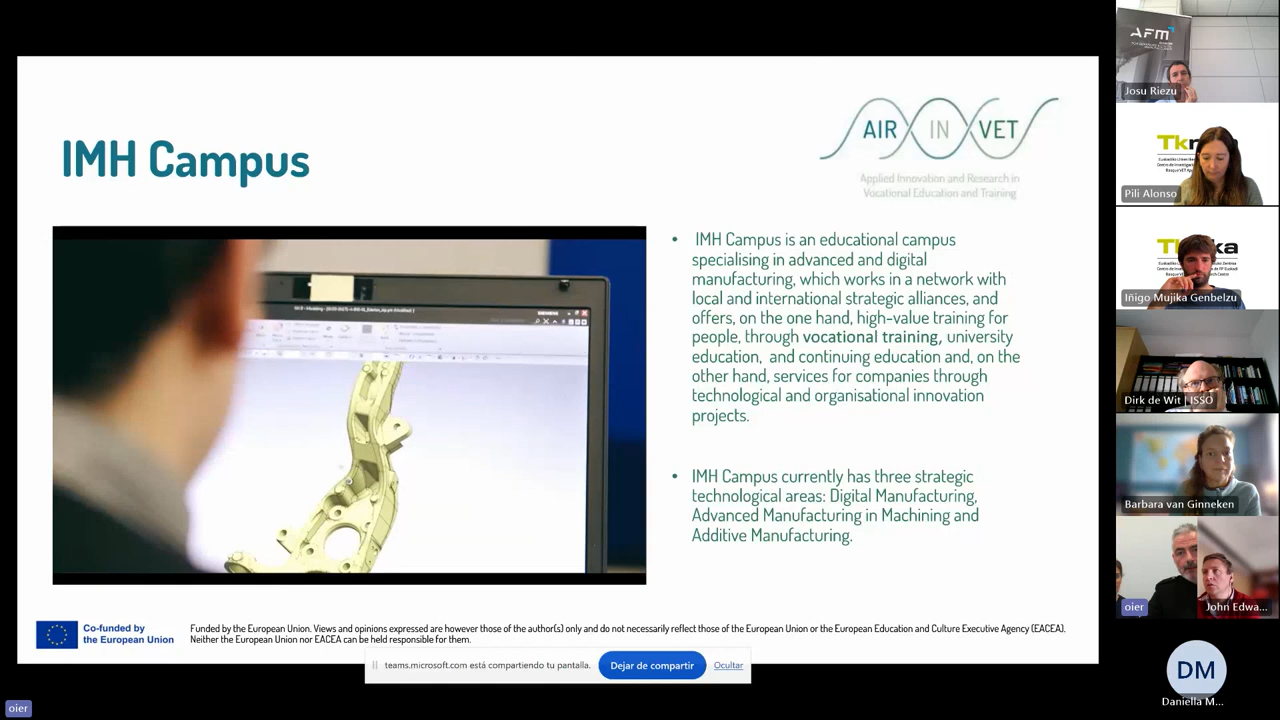 IMH Campus
AIR IN VET
Applied Innovation and Research in
Vocational Education and Training
• IMH Campus is an educational campus
specialising in advanced and digital
manufacturing, which works in a network with
local and international strategic alliances, and
offers, on the one hand, high-value training for
people, through vocational training, university
education, and continuing education and, on the
other hand, services for companies through
technological and organisational innovation
projects.
• IMH Campus currently has three strategic
technological areas: Digital Manufacturing,
Advanced Manufacturing in Machining and
Additive Manufacturing.
Co-funded by
the European Union
Funded by the European Union. Views and opinions expressed are however those of the author(s) only and do not necessarily reflect those of the European Union or the European Education and Culture Executive Agency (EACEA).
Neither the European Union nor EACEA can be held responsible for them.
teams.microsoft.com está compartiendo tu pantalla.
Dejar de compartir
Ocultar
oier
AFM
Josu Riezu
Pili Alonso
Iñigo Mujika Genbelzu
Dirk de Wit | ISSO
Barbara van Ginneken
oier
John Edwa...
DM
Daniella M...